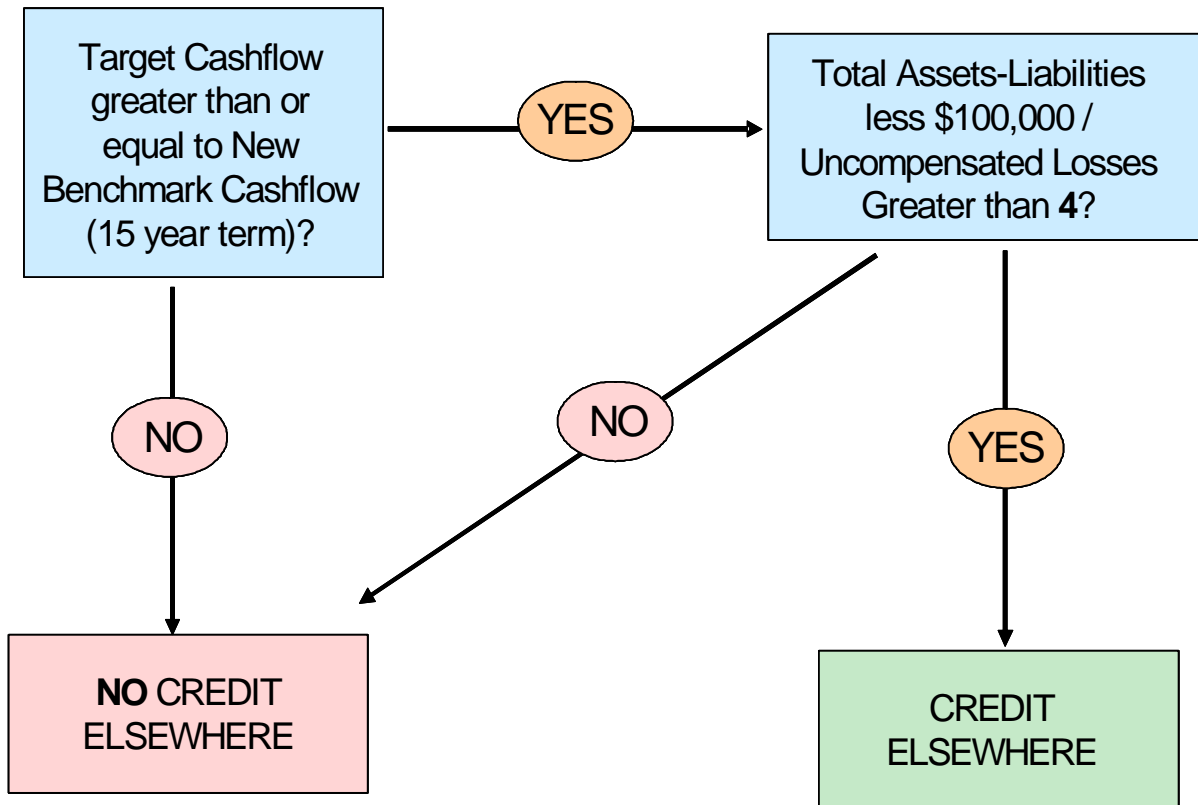 Target Cashflow
greater than or
equal to New
Benchmark Cashflow
(15 year term)?
YES
Total Assets-Liabilities
less $100,000 /
Uncompensated Losses
Greater than 4?
NO
NO
YES
NO CREDIT
ELSEWHERE
CREDIT
ELSEWHERE